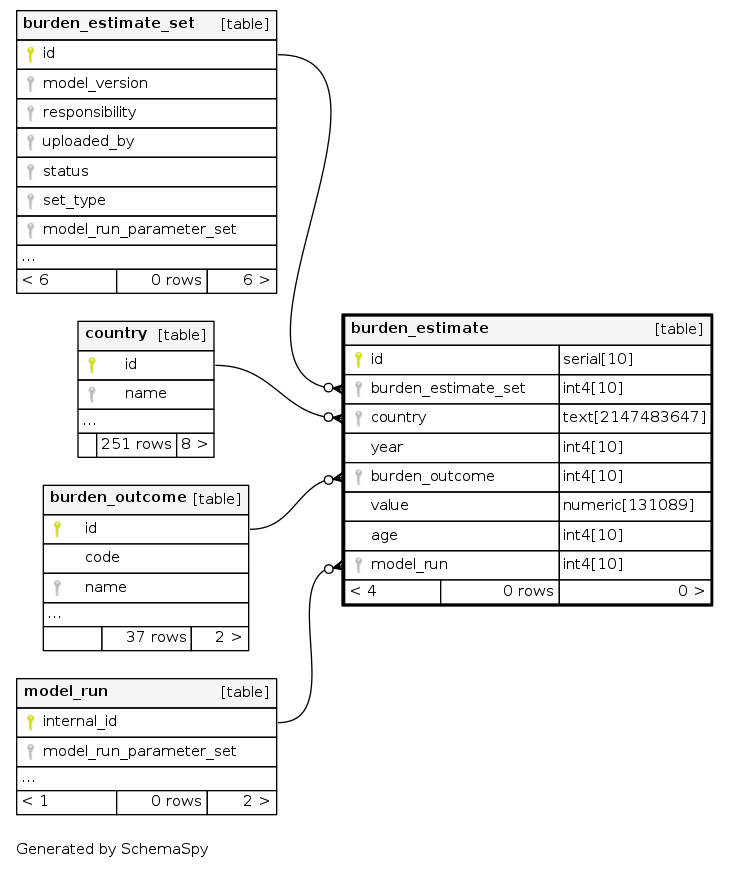 burden_estimate_set [table]
id
model_version
responsibility
uploaded_by
status
set_type
model_run_parameter_set
...
< 6 0 rows 6 >
country [table]
id
name
...
251 rows 8 >
burden_outcome [table]
id
code
name
...
37 rows 2 >
model_run [table]
internal_id
model_run_parameter_set
...
< 1 0 rows 2 >
burden_estimate [table]
id serial[10]
burden_estimate_set int4[10]
country text[2147483647]
year int4[10]
burden_outcome int4[10]
value numeric[131089]
age int4[10]
model_run int4[10]
< 4 0 rows 0 >
Generated by SchemaSpy